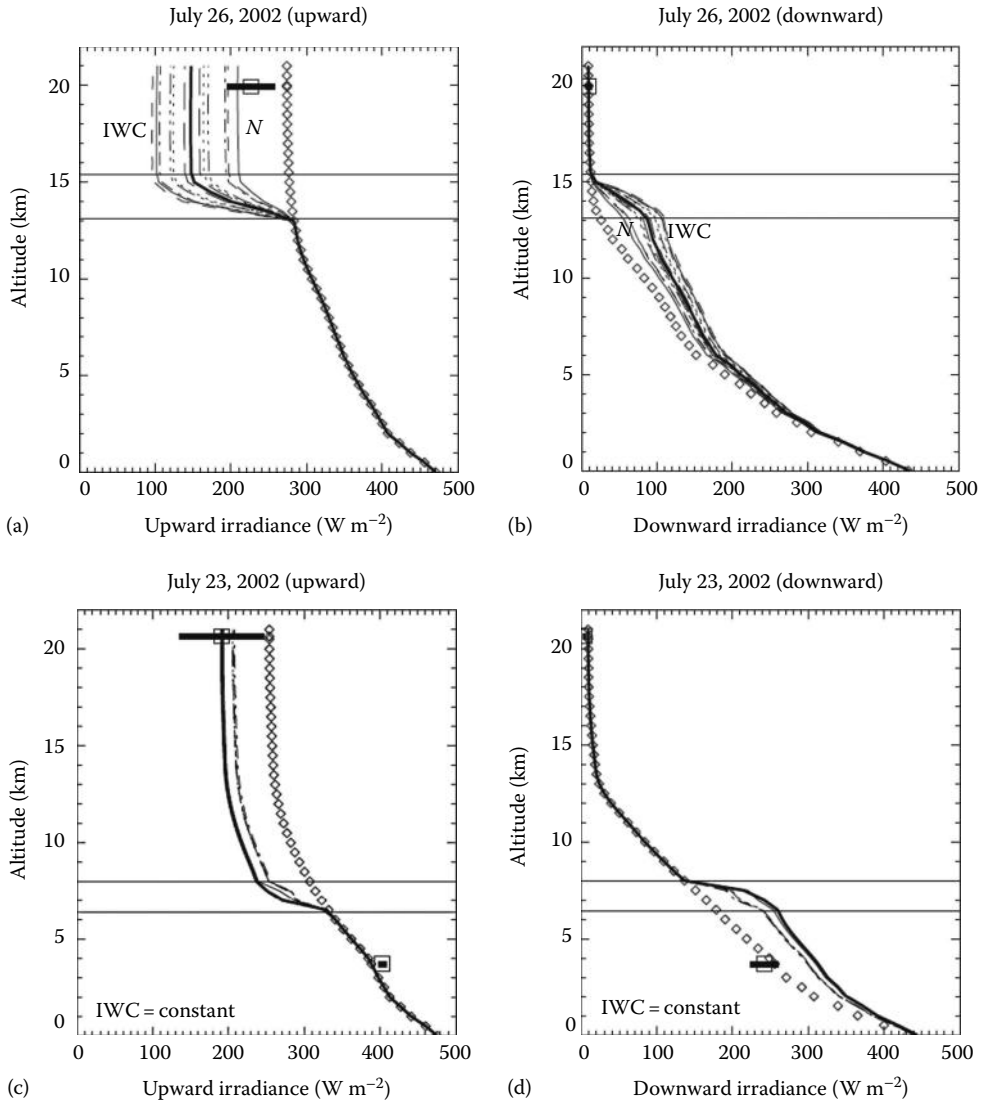 July 26, 2002 (upward)
July 26, 2002 (downward)
20
15
10
5
0
Altitude (km)
IWC
N
0 100 200 300 400 500
Upward irradiance (W m−2)
(a)
20
15
10
5
0
Altitude (km)
N
IWC
0 100 200 300 400 500
Downward irradiance (W m−2)
(b)
July 23, 2002 (upward)
July 23, 2002 (downward)
20
15
10
5
0
Altitude (km)
IWC = constant
0 100 200 300 400 500
Upward irradiance (W m−2)
(c)
20
15
10
5
0
Altitude (km)
IWC = constant
0 100 200 300 400 500
Downward irradiance (W m−2)
(d)